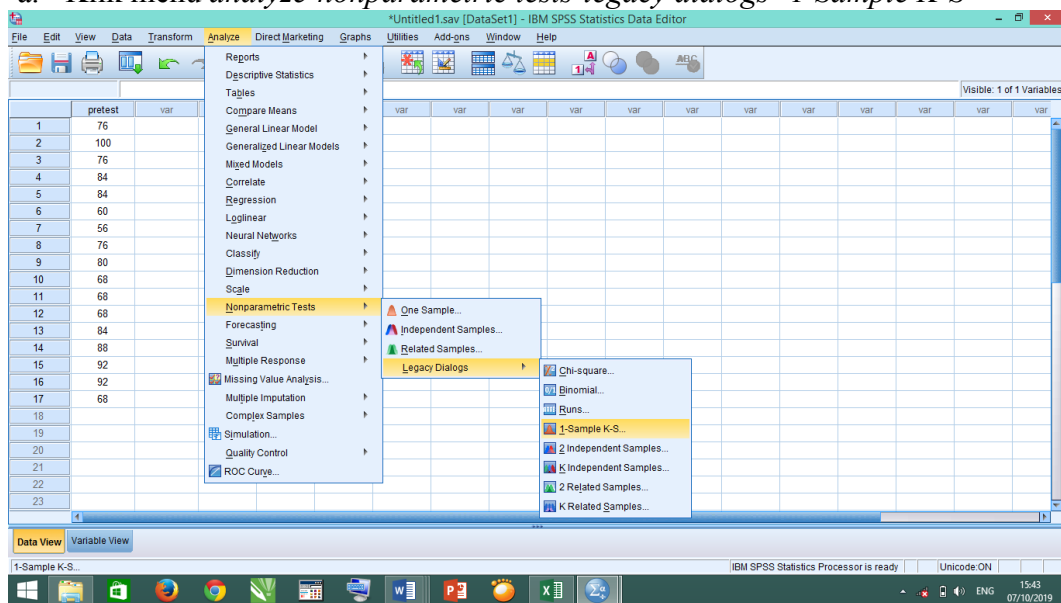 *Untitled1.sav [DataSet1] - IBM SPSS Statistics Data Editor
File Edit View Data Transform Analyze Direct Marketing Graphs Utilities Add-ons Window Help
Visible: 1 of 1 Variables
pretest var var var var var var var var var var var
1 76
2 100
3 76
4 84
5 84
6 60
7 56
8 76
9 80
10 68
11 68
12 68
13 84
14 88
15 92
16 92
17 68
18
19
20
21
22
23
Reports
Descriptive Statistics
Tables
Compare Means
General Linear Model
Generalized Linear Models
Mixed Models
Correlate
Regression
Loglinear
Neural Networks
Classify
Dimension Reduction
Scale
Nonparametric Tests
Forecasting
Survival
Multiple Response
Missing Value Analysis...
Multiple Imputation
Complex Samples
Simulation...
Quality Control
ROC Curve...
One Sample...
Independent Samples...
Related Samples...
Legacy Dialogs
Chi-square...
Binomial...
Runs...
1-Sample K-S...
2 Independent Samples...
K Independent Samples...
2 Related Samples...
K Related Samples...
Data View Variable View
1-Sample K-S...
IBM SPSS Statistics Processor is ready Unicode:ON
ENG 15:43
07/10/2019